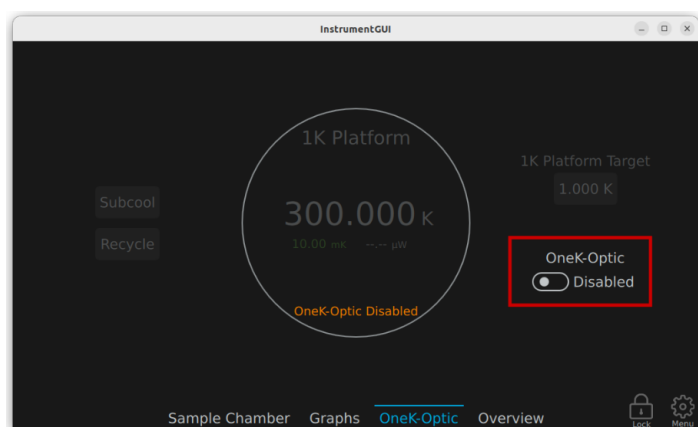 InstrumentGUI
1K Platform
1K Platform Target
Subcool
1.000 K
300.000 K
Recycle
10.00 mK --.-- µW
OneK-Optic
Disabled
OneK-Optic Disabled
Sample Chamber Graphs OneK-Optic Overview
Lock Menu